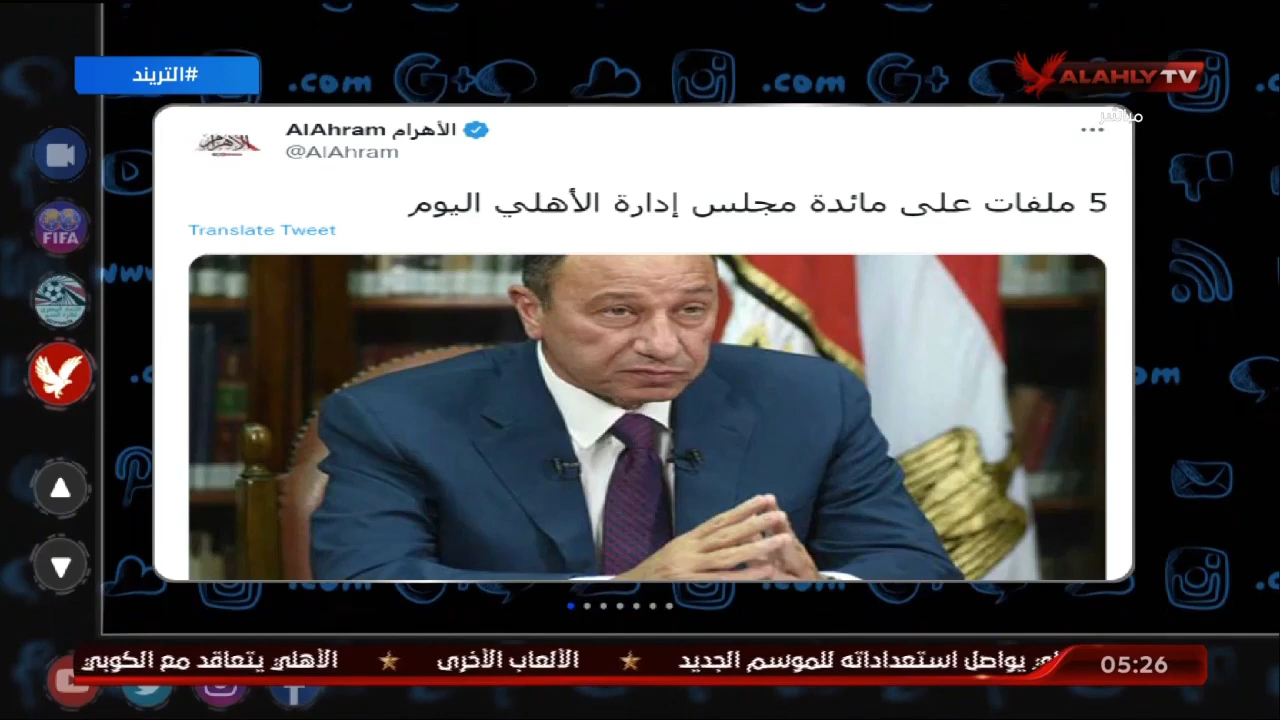 #التريند
ALAHLY TV
مباشر
AlAhram الأهرام
@AlAhram
5 ملفات على مائدة مجلس إدارة الأهلي اليوم
Translate Tweet
FIFA
يواصل استعداداته للموسم الجديد ★ الألعاب الأخرى ★ الأهلي يتعاقد مع الكوبي
05:26